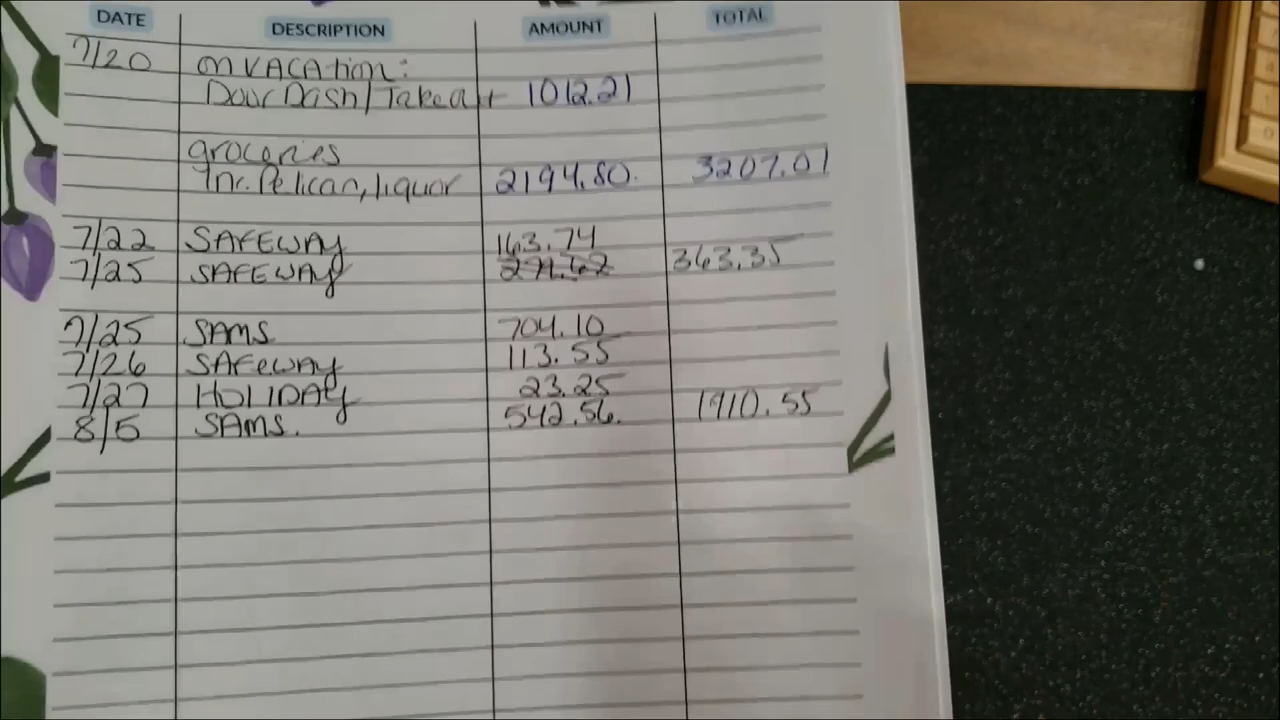 DATE DESCRIPTION AMOUNT TOTAL
7/20 ON VACATION:
Door Dash/Takeout 1012.21
groceries
Inc. Pelican, liquor 2194.80. 3207.01
7/22 SAFEWAY 163.74
7/25 SAFEWAY 363.35
7/25 SAMS 704.10
7/26 SAFEWAY 113.55
7/27 HOLIDAY 23.25
8/5 SAMS. 542.56. 1910.55